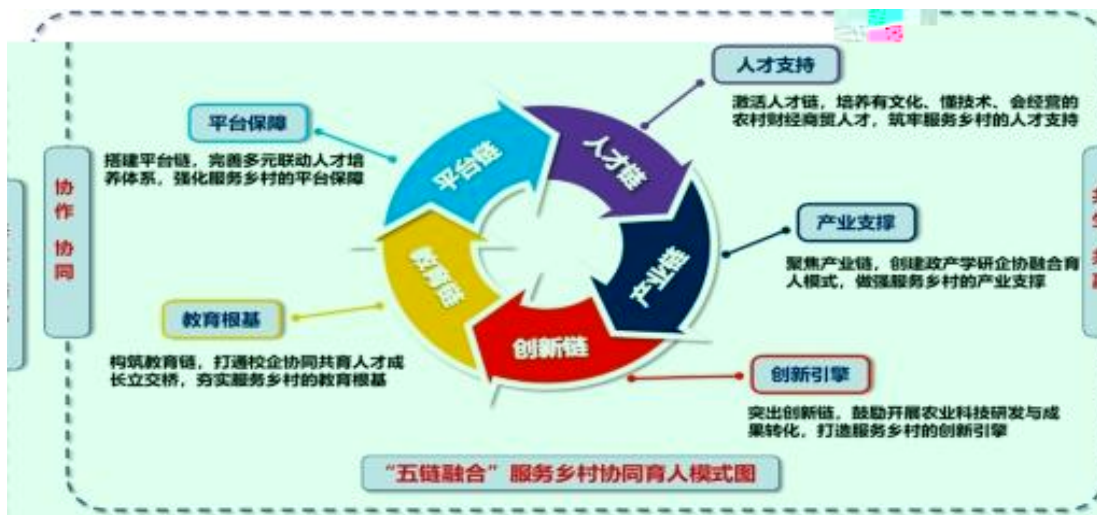 人才支持
激活人才链，培养有文化、懂技术、会经营的
农村财经商贸人才，筑牢服务乡村的人才支持
平台保障
搭建平台链，完善多元联动人才培
养体系，强化服务乡村的平台保障
协作 协同
平台链
人才链
产业链
创新链
教育链
产业支撑
聚焦产业链，创建政产学研企协融合育
人模式，做强服务乡村的产业支撑
教育根基
构筑教育链，打通校企协同共育人才成
长立交桥，夯实服务乡村的教育根基
创新引擎
突出创新链，鼓励开展农业科技研发与成
果转化，打造服务乡村的创新引擎
“五链融合”服务乡村协同育人模式图